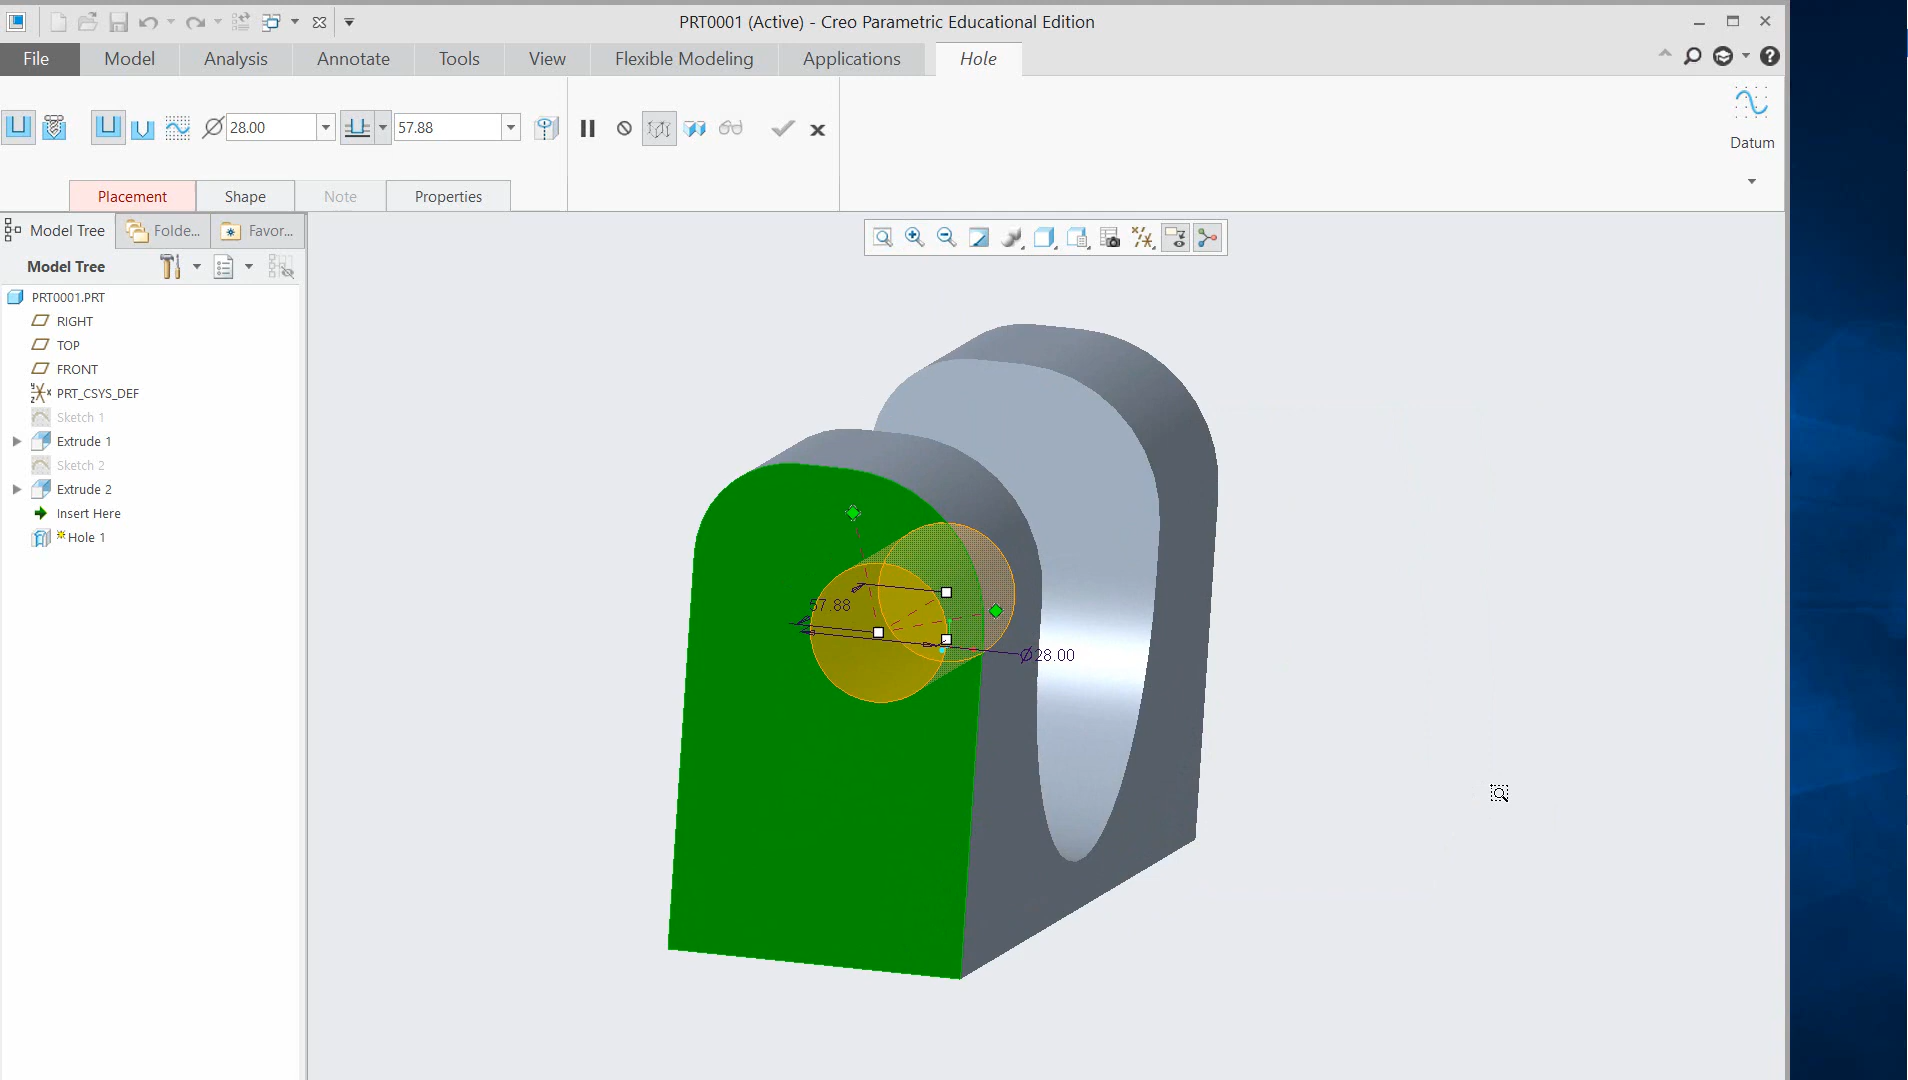 PRT0001 (Active) - Creo Parametric Educational Edition
File Model Analysis Annotate Tools View Flexible Modeling Applications Hole
28.00 57.88
Datum
Placement Shape Note Properties
Model Tree Folde... Favor...
Model Tree
PRT0001.PRT
RIGHT
TOP
FRONT
PRT_CSYS_DEF
Sketch 1
Extrude 1
Sketch 2
Extrude 2
Insert Here
Hole 1
57.88
Ø28.00